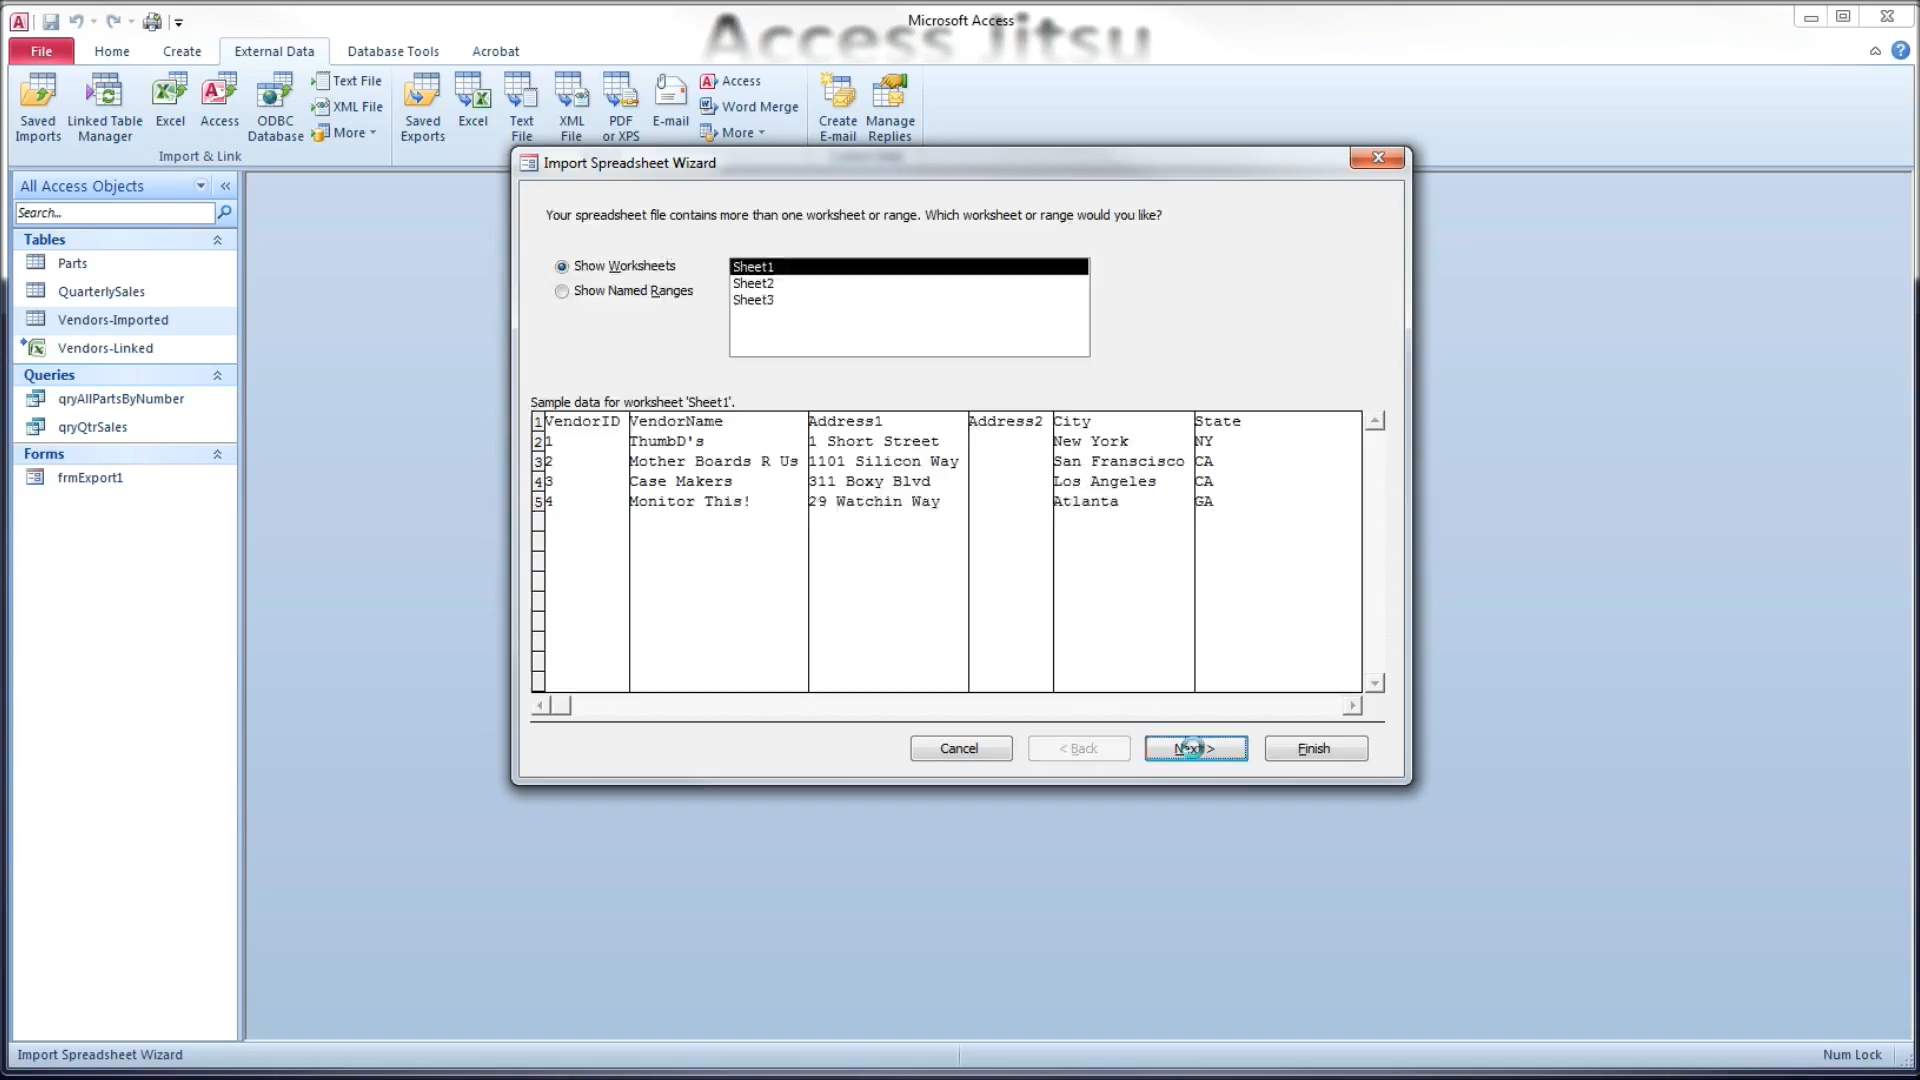 Microsoft Access
Access Jitsu
File
Home
Create
External Data
Database Tools
Acrobat
Saved Imports
Linked Table Manager
Excel
Access
ODBC Database
Text File
XML File
More
Import & Link
Saved Exports
Excel
Text File
XML File
PDF or XPS
E-mail
Access
Word Merge
More
Create E-mail
Manage Replies
All Access Objects
Search...
Tables
Parts
QuarterlySales
Vendors-Imported
Vendors-Linked
Queries
qryAllPartsByNumber
qryQtrSales
Forms
frmExport1
Import Spreadsheet Wizard
Your spreadsheet file contains more than one worksheet or range. Which worksheet or range would you like?
Show Worksheets
Show Named Ranges
Sheet1
Sheet2
Sheet3
Sample data for worksheet 'Sheet1'.
1 VendorID VendorName Address1 Address2 City State
2 1 ThumbD's 1 Short Street New York NY
3 2 Mother Boards R Us 1101 Silicon Way San Franscisco CA
4 3 Case Makers 311 Boxy Blvd Los Angeles CA
5 4 Monitor This! 29 Watchin Way Atlanta GA
Cancel
< Back
Next >
Finish
Import Spreadsheet Wizard
Num Lock